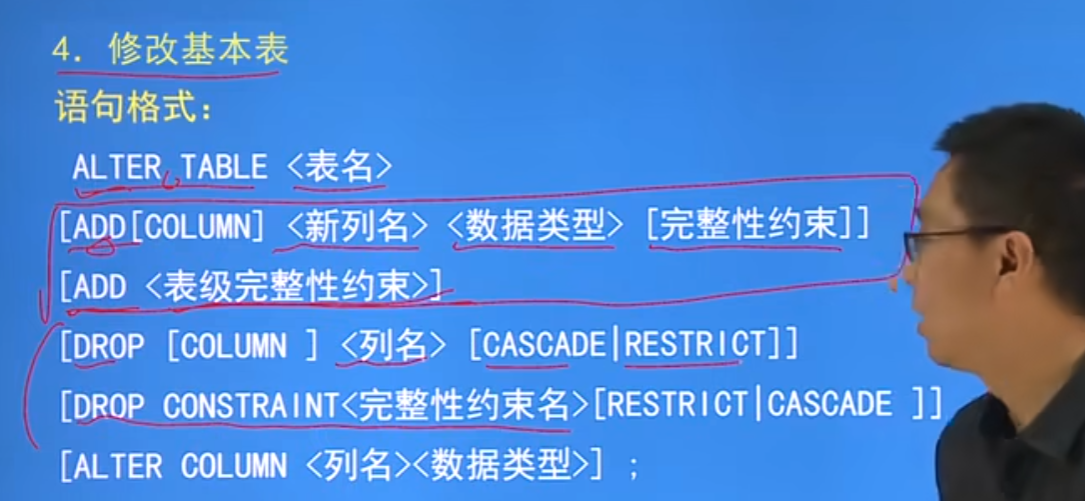 4. 修改基本表
语句格式：
ALTER TABLE <表名>
[ADD[COLUMN] <新列名> <数据类型> [完整性约束]]
[ADD <表级完整性约束>]
[DROP [COLUMN ] <列名> [CASCADE|RESTRICT]]
[DROP CONSTRAINT<完整性约束名>[RESTRICT|CASCADE ]]
[ALTER COLUMN <列名><数据类型>] ;